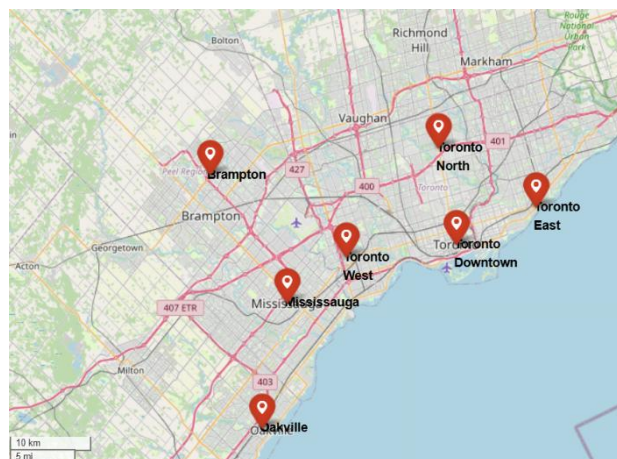 Bolton
Richmond
Hill
Rouge
National
Urban
Park
Markham
Vaughan
401
Toronto
North
427
Peel Region
Brampton
400
Toronto
Toronto
East
Brampton
Toronto
Downtown
Georgetown
Toronto
West
Acton
Mississauga
Mississauga
407 ETR
Milton
403
Oakville
Oakville
10 km
5 mi